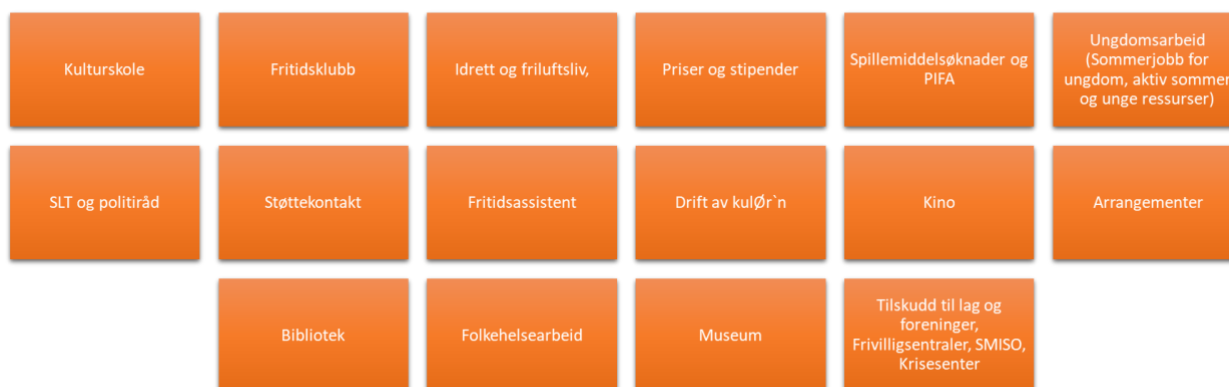 Kulturskole
Fritidsklubb
Idrett og friluftsliv,
Priser og stipender
Spillemiddelsøknader og
PIFA
Ungdomsarbeid
(Sommerjobb for
ungdom, aktiv sommer
og unge ressurser)
SLT og politiråd
Støttekontakt
Fritidsassistent
Drift av kulØr`n
Kino
Arrangementer
Bibliotek
Folkehelsearbeid
Museum
Tilskudd til lag og
foreninger,
Frivilligsentraler, SMISO,
Krisesenter